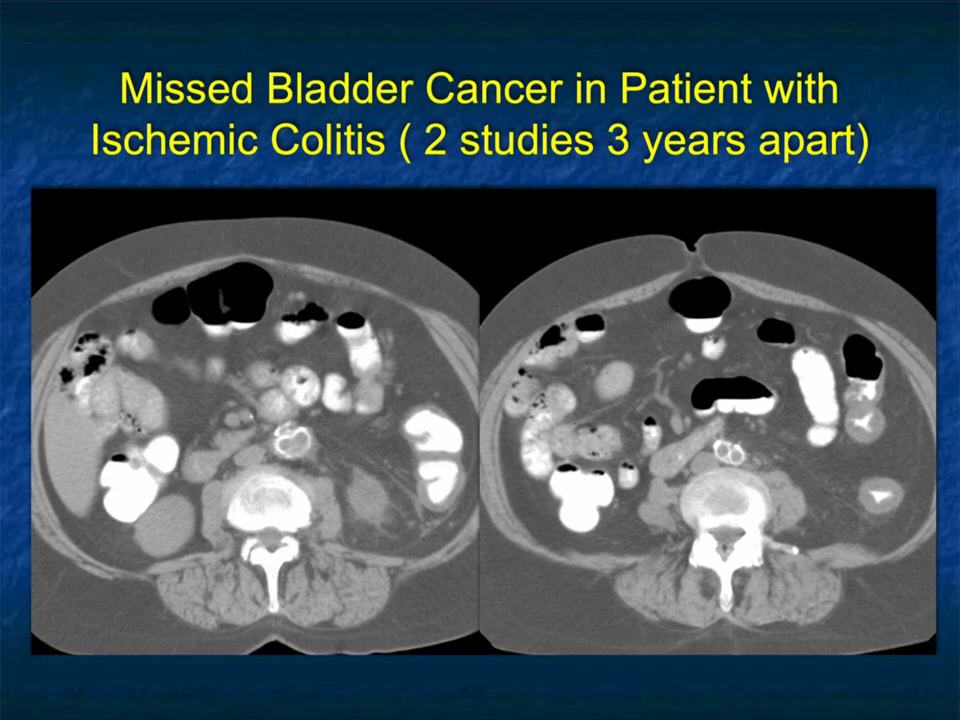 Missed Bladder Cancer in Patient with
Ischemic Colitis ( 2 studies 3 years apart)